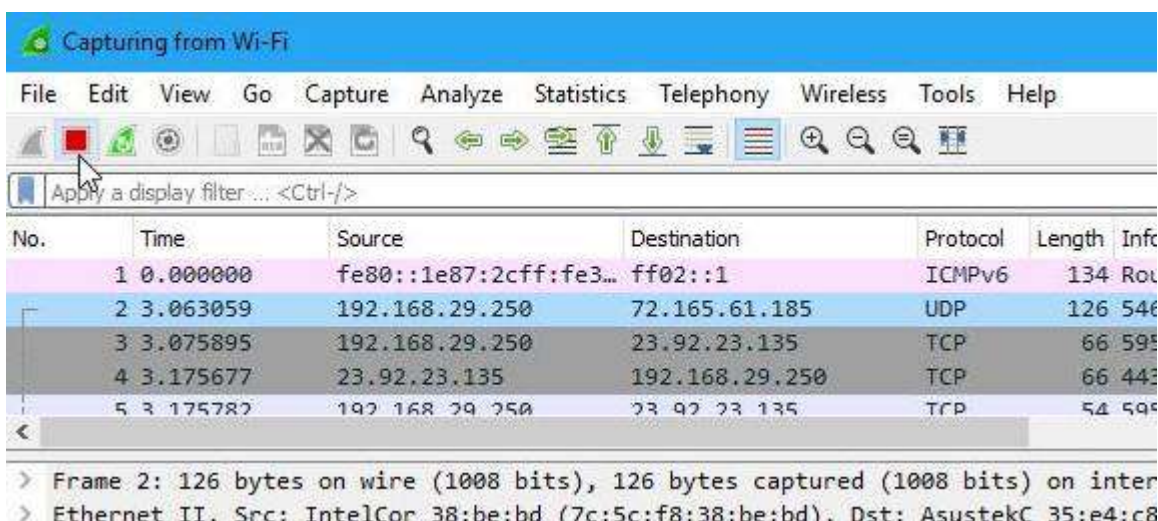 Capturing from Wi-Fi
File Edit View Go Capture Analyze Statistics Telephony Wireless Tools Help
Apply a display filter ... <Ctrl-/>
No. Time Source Destination Protocol Length Info
1 0.000000 fe80::1e87:2cff:fe3… ff02::1 ICMPv6 134 Rou
2 3.063059 192.168.29.250 72.165.61.185 UDP 126 546
3 3.075895 192.168.29.250 23.92.23.135 TCP 66 595
4 3.175677 23.92.23.135 192.168.29.250 TCP 66 443
5 3.175782 192.168.29.250 23.92.23.135 TCP 54 595
Frame 2: 126 bytes on wire (1008 bits), 126 bytes captured (1008 bits) on inter
Ethernet II, Src: IntelCor_38:be:bd (7c:5c:f8:38:be:bd), Dst: AsustekC_35:e4:c8